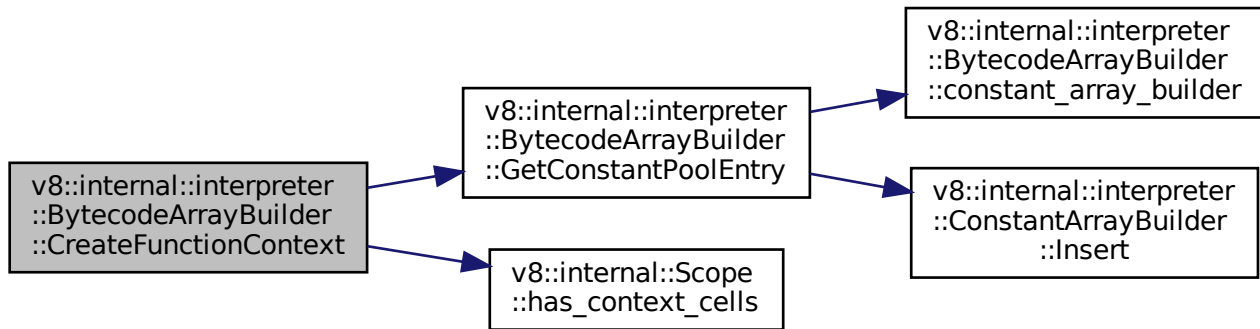 v8::internal::interpreter
::BytecodeArrayBuilder
::CreateFunctionContext
v8::internal::interpreter
::BytecodeArrayBuilder
::GetConstantPoolEntry
v8::internal::interpreter
::BytecodeArrayBuilder
::constant_array_builder
v8::internal::interpreter
::ConstantArrayBuilder
::Insert
v8::internal::Scope
::has_context_cells